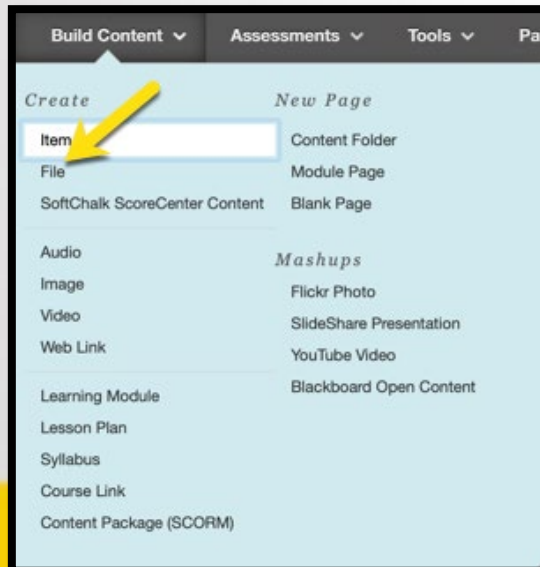 Build Content
Assessments
Tools
Pa
Create
Item
File
SoftChalk ScoreCenter Content
Audio
Image
Video
Web Link
Learning Module
Lesson Plan
Syllabus
Course Link
Content Package (SCORM)
New Page
Content Folder
Module Page
Blank Page
Mashups
Flickr Photo
SlideShare Presentation
YouTube Video
Blackboard Open Content